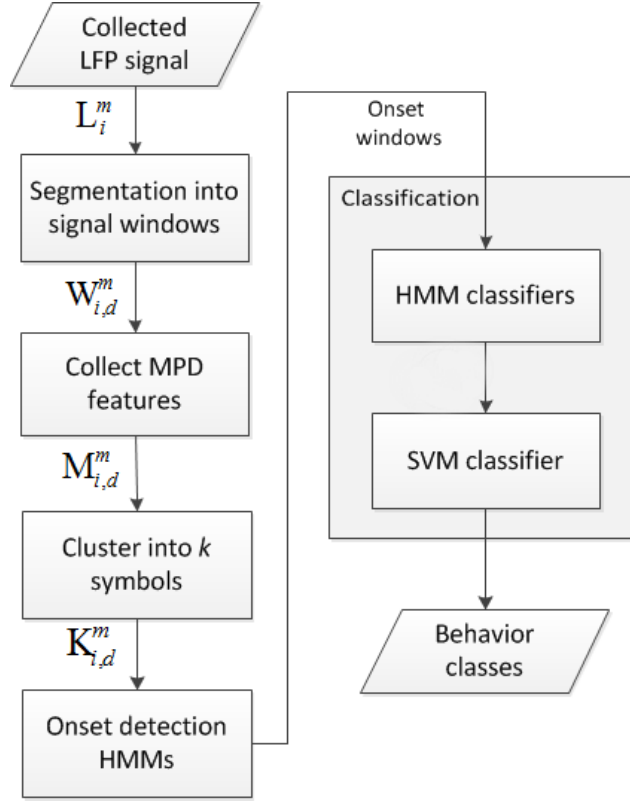 Collected
LFP signal
L_i^m
Segmentation into
signal windows
W_{i,d}^m
Collect MPD
features
M_{i,d}^m
Cluster into k
symbols
K_{i,d}^m
Onset detection
HMMs
Onset
windows
Classification
HMM classifiers
SVM classifier
Behavior
classes